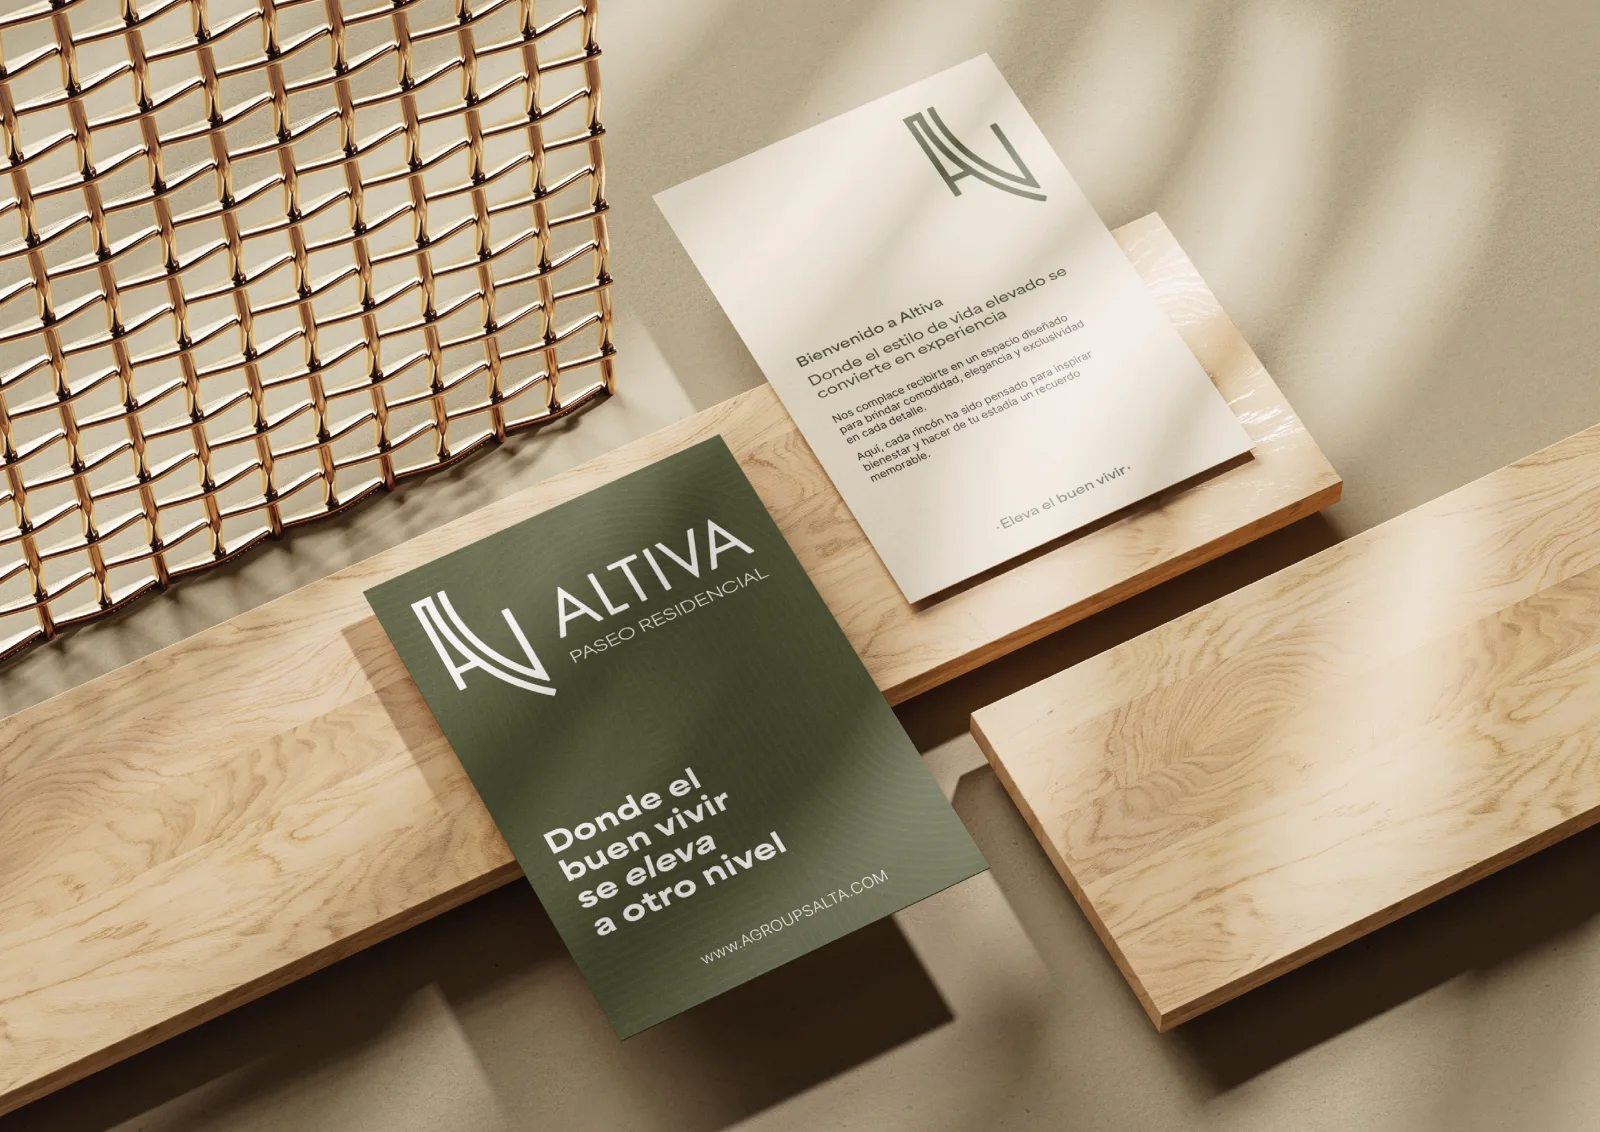 ALTIVA
PASEO RESIDENCIAL
Donde el
buen vivir
se eleva
a otro nivel
www.AGROUPSALTA.COM
Bienvenido a Altiva
Donde el estilo de vida elevado se
convierte en experiencia
Nos complace recibirte en un espacio diseñado
para brindar comodidad, elegancia y exclusividad
en cada detalle.
Aquí, cada rincón ha sido pensado para inspirar
bienestar y hacer de tu estadía un recuerdo
memorable.
·Eleva el buen vivir·